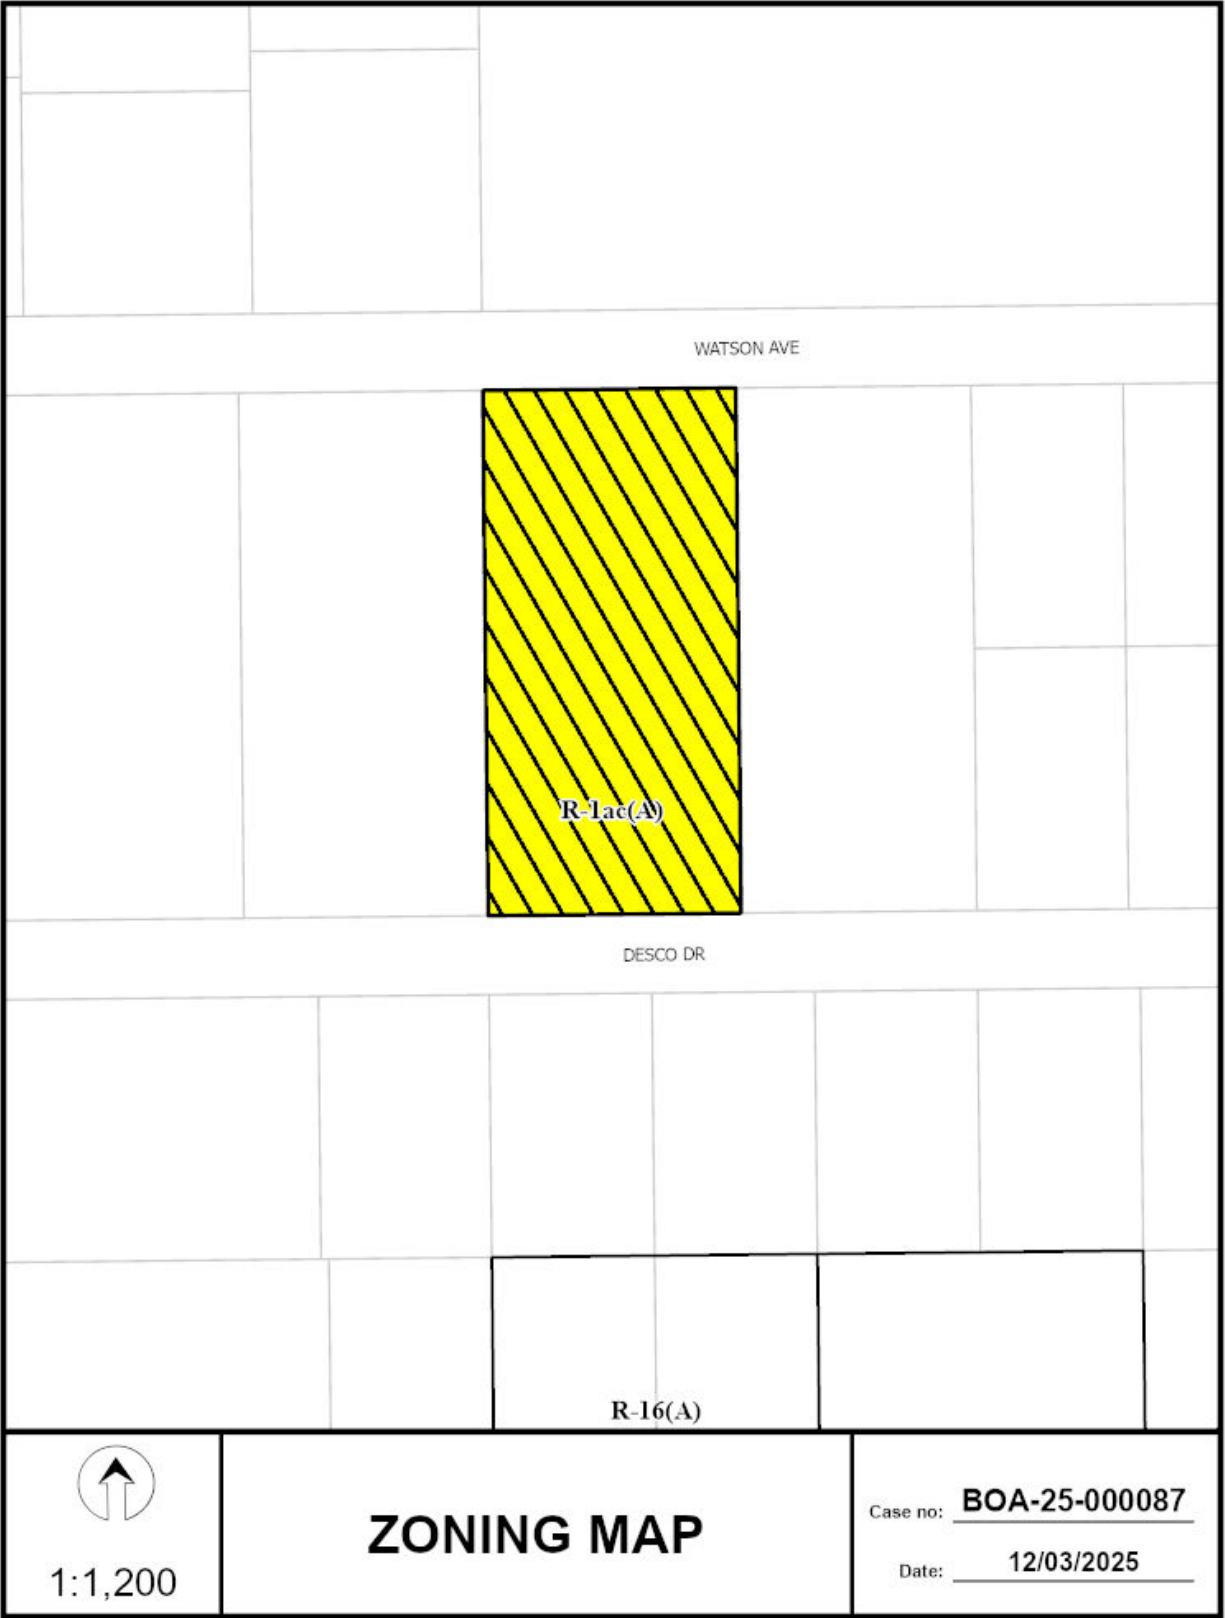 WATSON AVE
R-1ac(A)
DESCO DR
R-16(A)
1:1,200
ZONING MAP
Case no: BOA-25-000087
Date: 12/03/2025